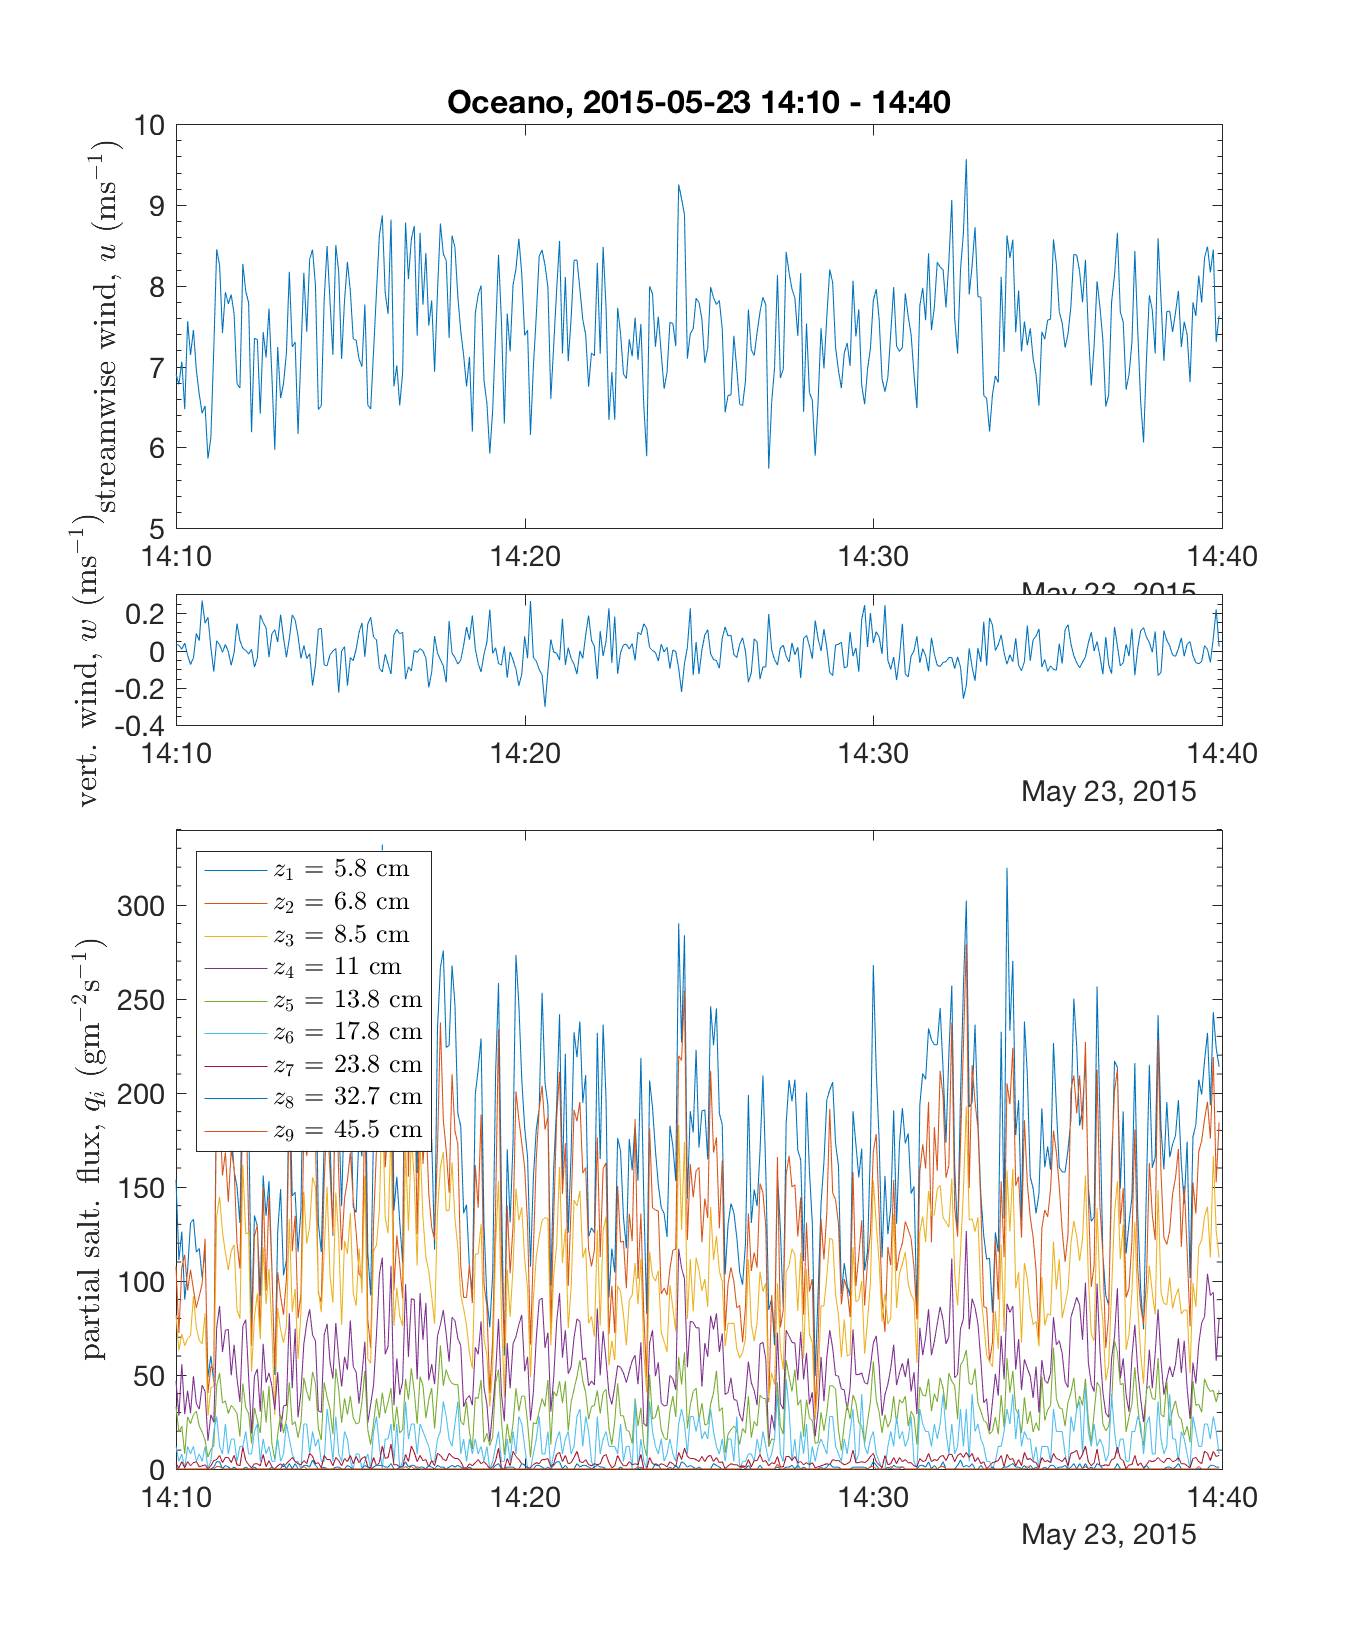 Oceano, 2015-05-23 14:10 - 14:40
streamwise wind, u (ms⁻¹)
10
9
8
7
6
5
14:10 14:20 14:30 14:40
May 23, 2015
vert. wind, w (ms⁻¹)
0.2
0
-0.2
-0.4
14:10 14:20 14:30 14:40
May 23, 2015
partial salt. flux, qᵢ (gm⁻²s⁻¹)
300
250
200
150
100
50
0
z₁ = 5.8 cm
z₂ = 6.8 cm
z₃ = 8.5 cm
z₄ = 11 cm
z₅ = 13.8 cm
z₆ = 17.8 cm
z₇ = 23.8 cm
z₈ = 32.7 cm
z₉ = 45.5 cm
14:10 14:20 14:30 14:40
May 23, 2015